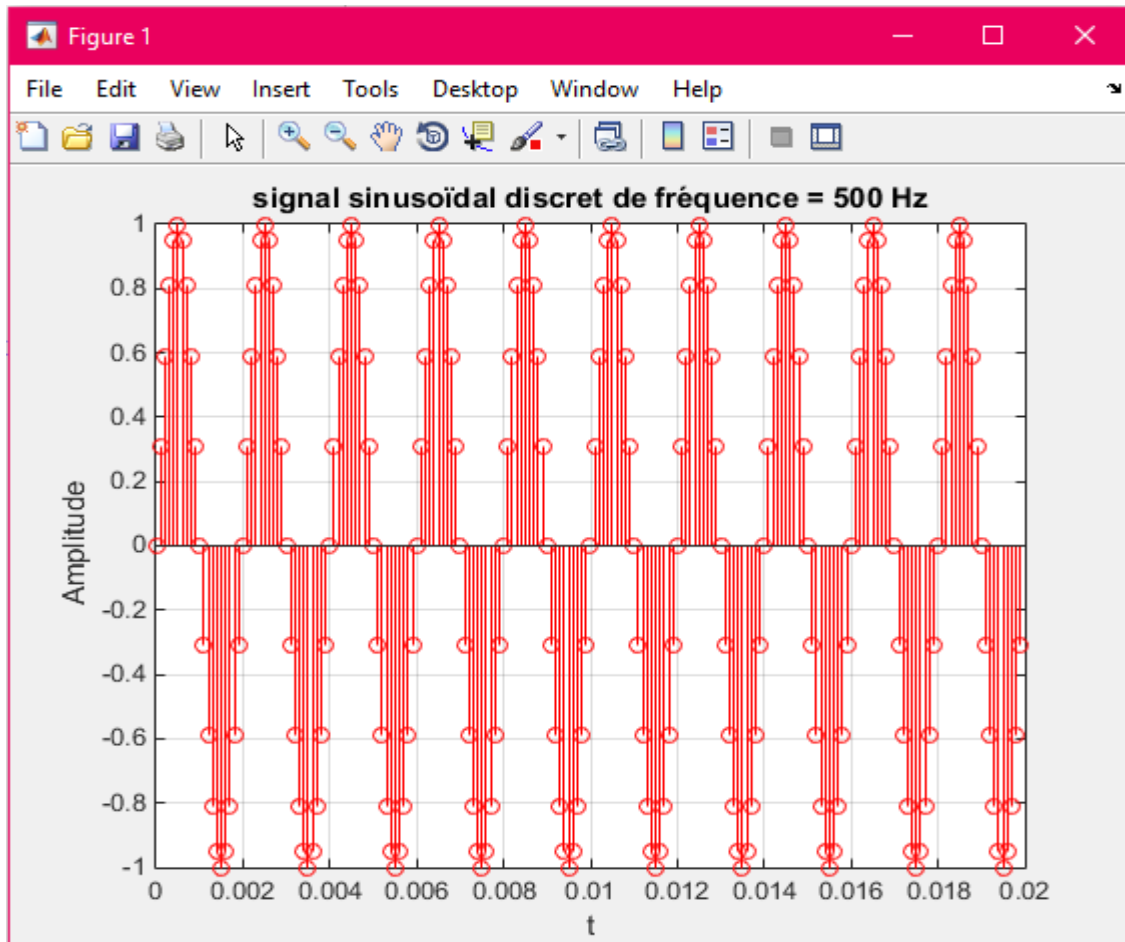 Figure 1
File Edit View Insert Tools Desktop Window Help
signal sinusoïdal discret de fréquence = 500 Hz
1
0.8
0.6
0.4
0.2
0
-0.2
-0.4
-0.6
-0.8
-1
Amplitude
0 0.002 0.004 0.006 0.008 0.01 0.012 0.014 0.016 0.018 0.02
t